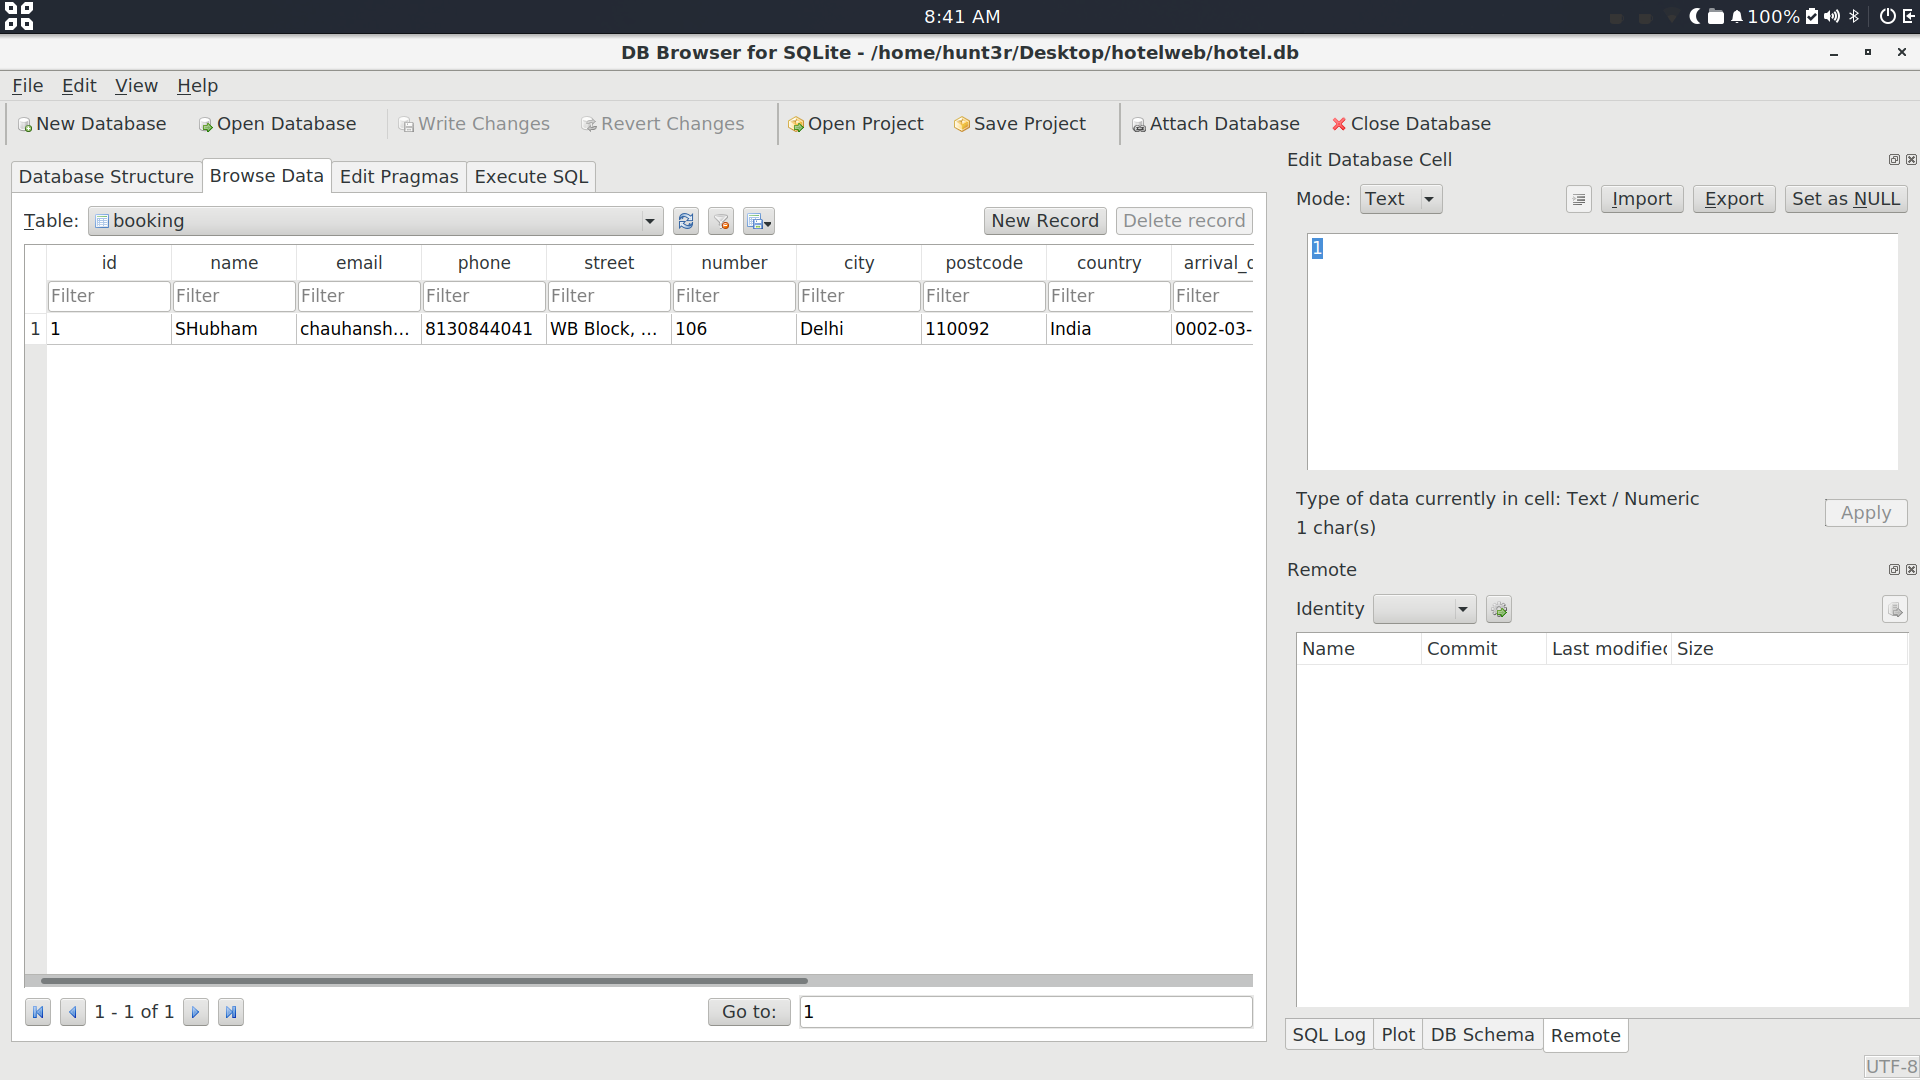 8:41 AM
100%
DB Browser for SQLite - /home/hunt3r/Desktop/hotelweb/hotel.db
File Edit View Help
New Database Open Database Write Changes Revert Changes Open Project Save Project Attach Database Close Database
Database Structure Browse Data Edit Pragmas Execute SQL
Table: booking New Record Delete record
id name email phone street number city postcode country arrival_d
Filter Filter Filter Filter Filter Filter Filter Filter Filter Filter
1 1 SHubham chauhansh... 8130844041 WB Block, ... 106 Delhi 110092 India 0002-03-
1 - 1 of 1 Go to: 1
Edit Database Cell
Mode: Text Import Export Set as NULL
1
Type of data currently in cell: Text / Numeric
1 char(s)
Apply
Remote
Identity
Name Commit Last modified Size
SQL Log Plot DB Schema Remote
UTF-8